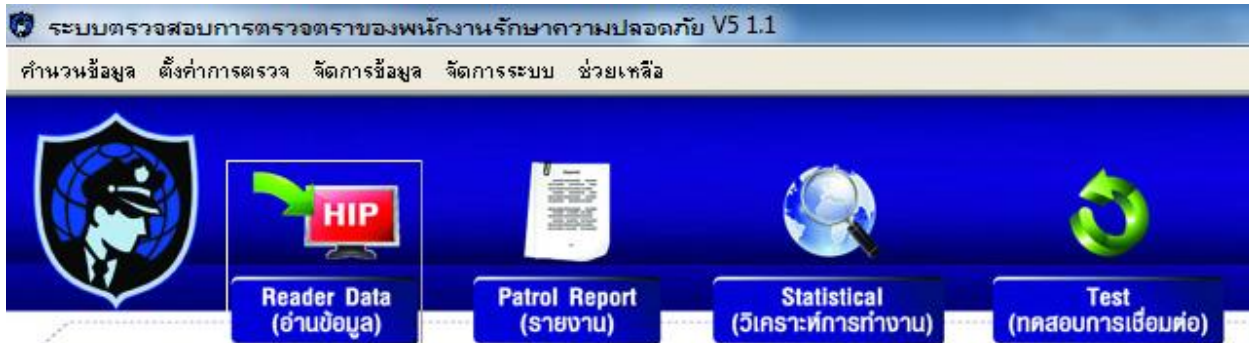 ระบบตรวจสอบการตรวจตราของพนักงานรักษาความปลอดภัย V5 1.1
คำนวนข้อมูล ตั้งค่าการตรวจ จัดการข้อมูล จัดการระบบ ช่วยเหลือ
HIP
Reader Data
(อ่านข้อมูล)
Patrol Report
(รายงาน)
Statistical
(วิเคราะห์การทำงาน)
Test
(ทดสอบการเชื่อมต่อ)